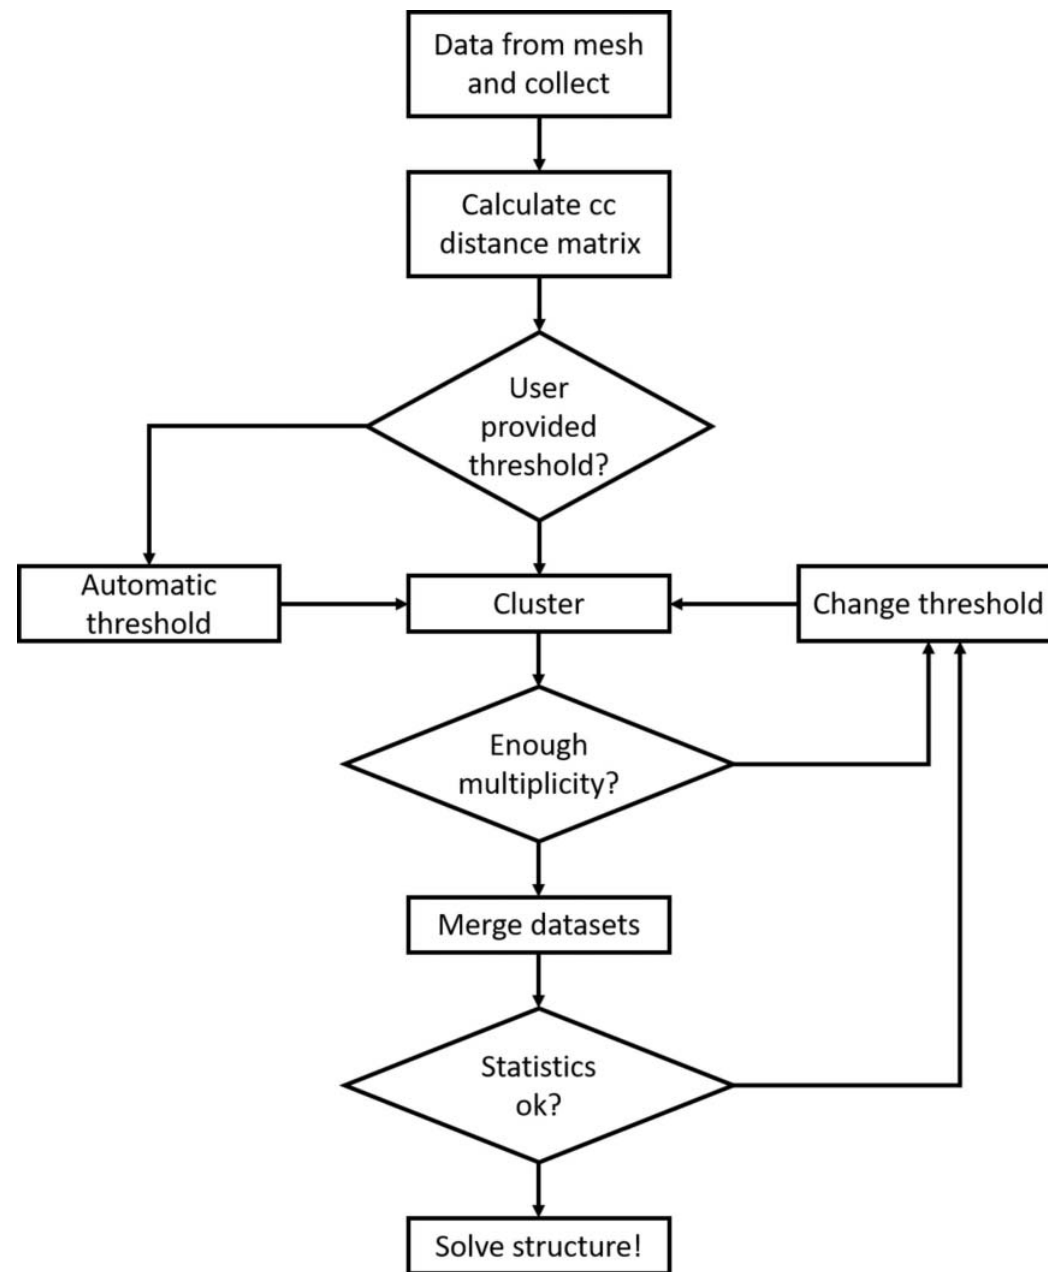 Data from mesh
and collect
Calculate cc
distance matrix
User
provided
threshold?
Automatic
threshold
Cluster
Change threshold
Enough
multiplicity?
Merge datasets
Statistics
ok?
Solve structure!